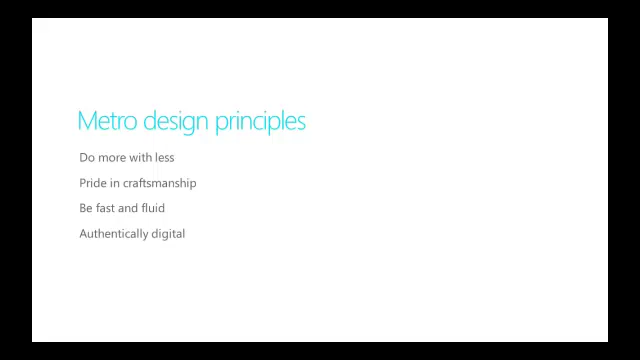 Metro design principles
Do more with less
Pride in craftsmanship
Be fast and fluid
Authentically digital